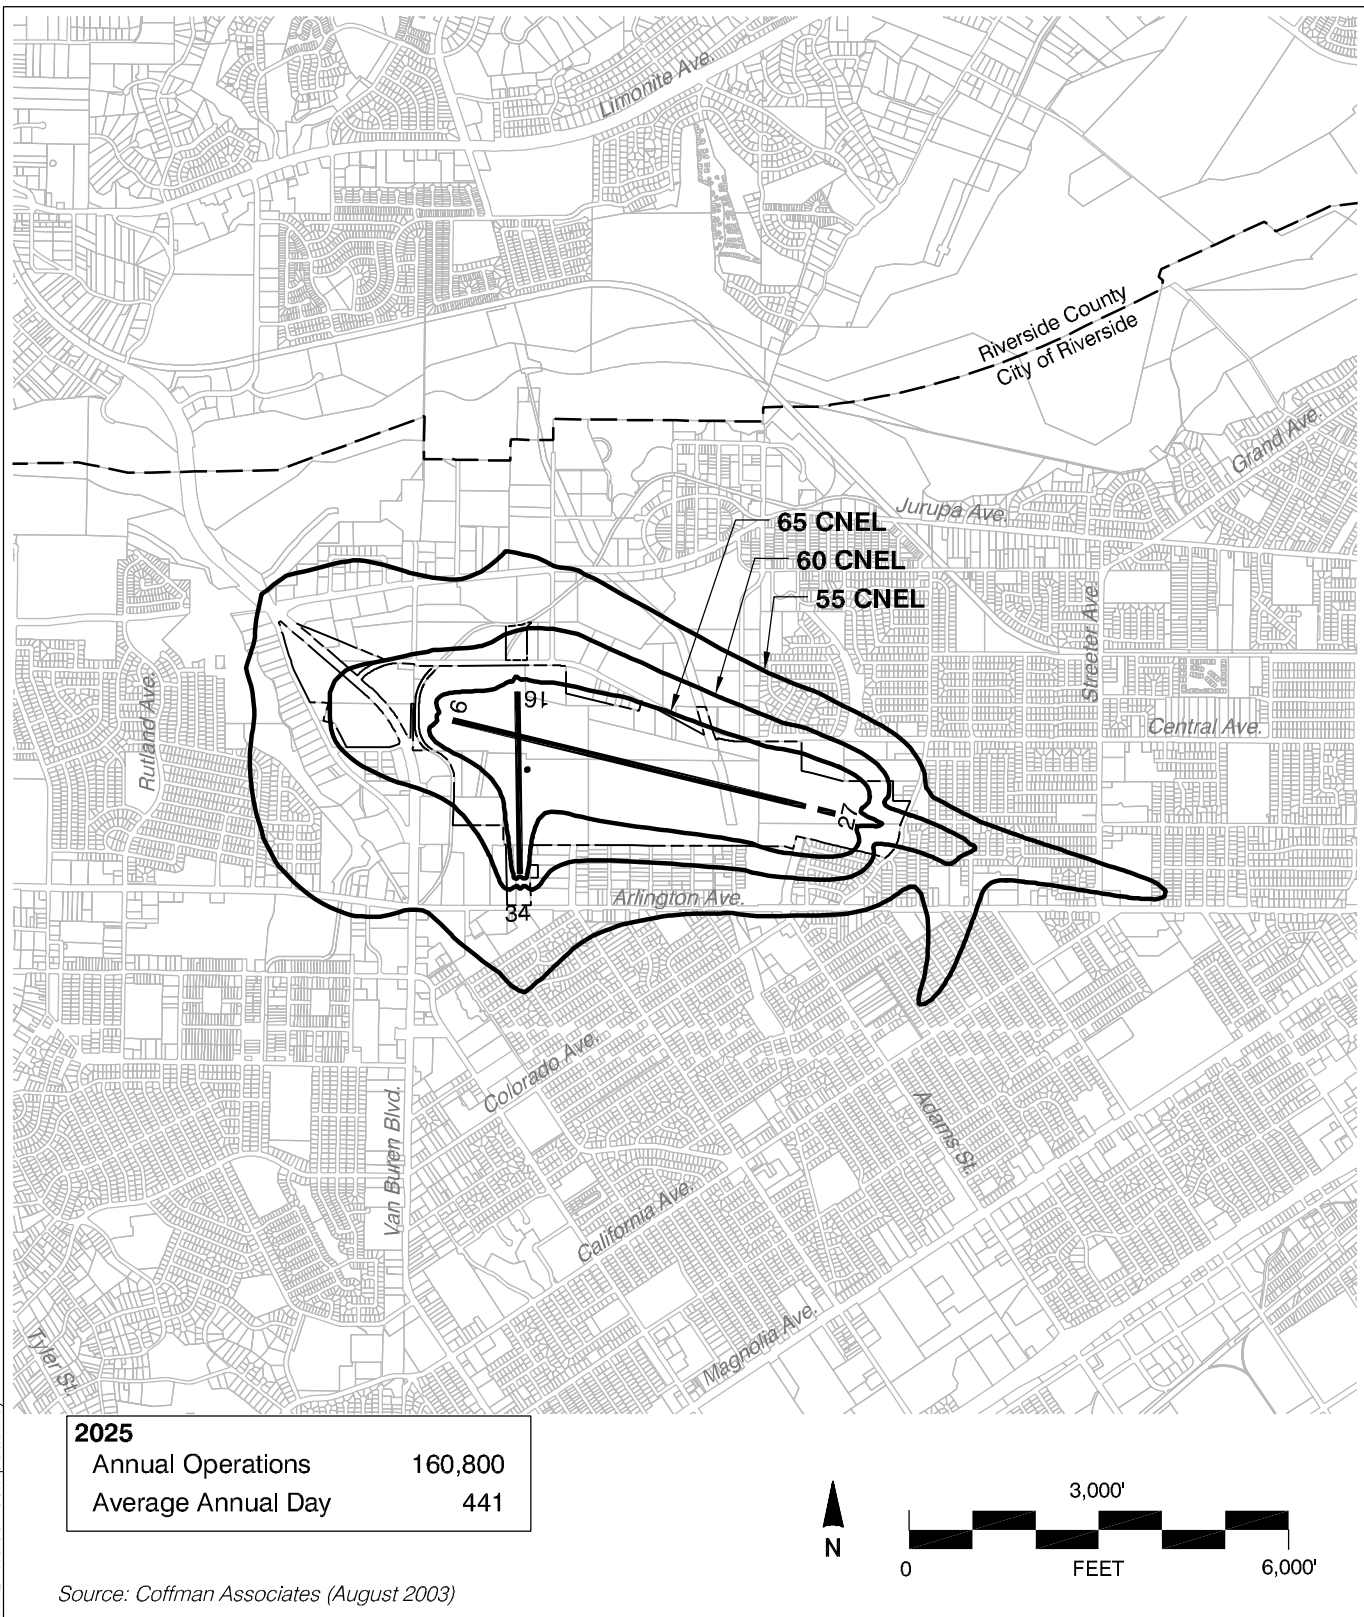 Limonite Ave.
Riverside County
City of Riverside
Grand Ave.
Jurupa Ave.
65 CNEL
60 CNEL
55 CNEL
Streeter Ave.
Rutland Ave.
Central Ave.
9
16
27
34
Arlington Ave.
Colorado Ave.
Adams St.
Van Buren Blvd.
California Ave.
Magnolia Ave.
Tyler St.
2025
Annual Operations 160,800
Average Annual Day 441
N
3,000'
0 FEET 6,000'
Source: Coffman Associates (August 2003)